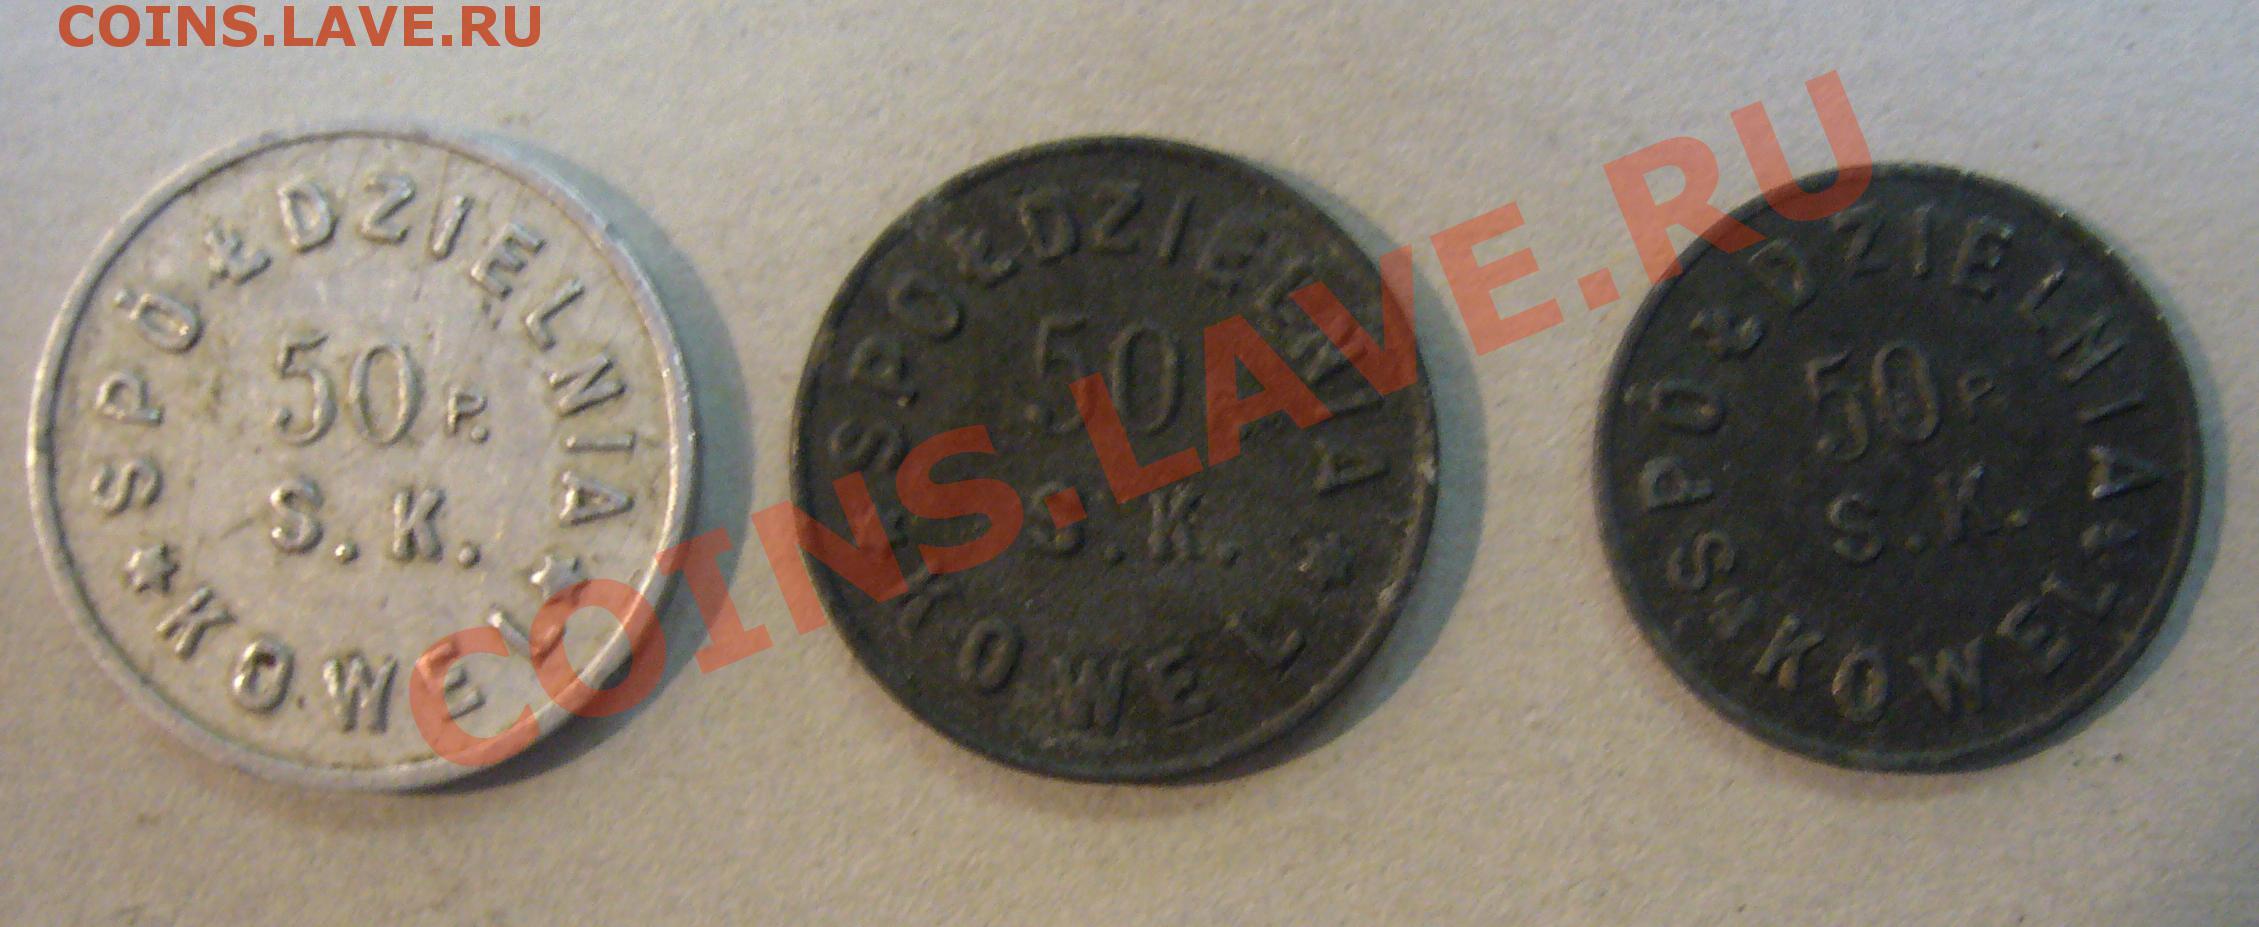 COINS.LAVE.RU
SPÓŁDZIELNIA
50 P.
S.K.
* KOWEL *
SPÓŁDZIELNIA
50
S.K.
* KOWEL *
SPÓŁDZIELNIA
50 P.
S.K.
* KOWEL *
COINS.LAVE.RU